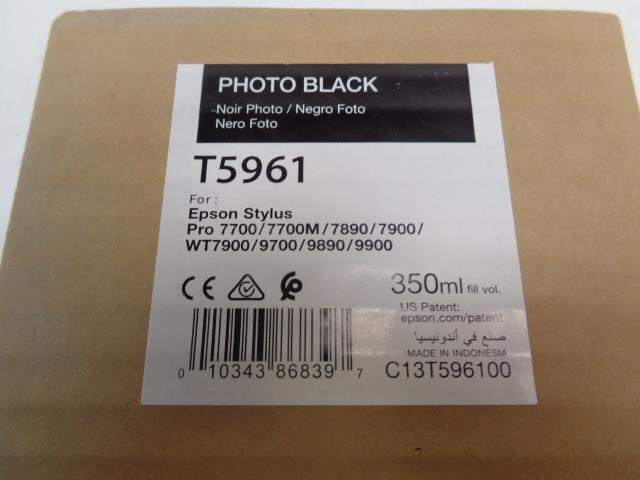 PHOTO BLACK
Noir Photo / Negro Foto
Nero Foto
T5961
For :
Epson Stylus
Pro 7700/7700M/7890/7900/
WT7900/9700/9890/9900
CE
350ml fill vol.
US Patent:
epson.com/patent
صنع في أندونيسيا
MADE IN INDONESIA
C13T596100
0 10343 86839 7